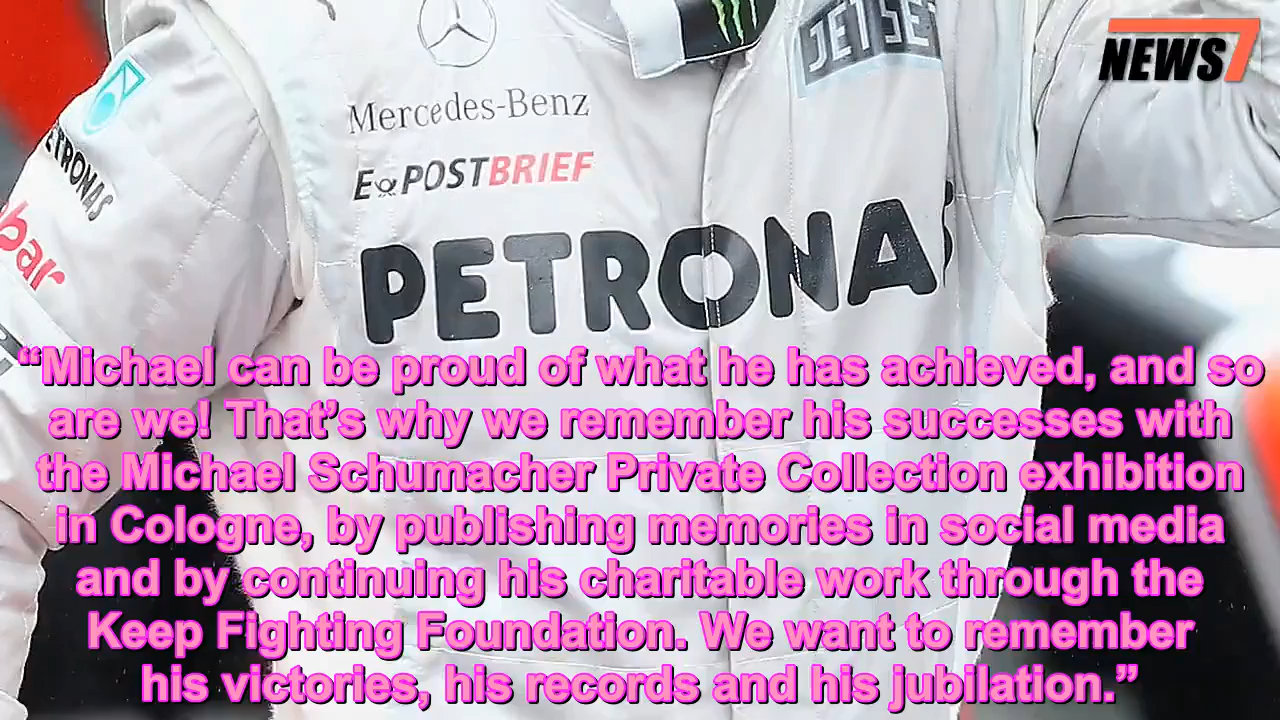 JETSET
NEWS7
Mercedes-Benz
E POSTBRIEF
PETRONAS
PETRONAS
bar
“Michael can be proud of what he has achieved, and so
are we! That’s why we remember his successes with
the Michael Schumacher Private Collection exhibition
in Cologne, by publishing memories in social media
and by continuing his charitable work through the
Keep Fighting Foundation. We want to remember
his victories, his records and his jubilation.”